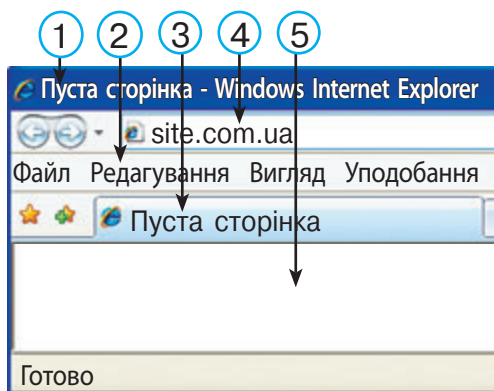 1 2 3 4 5
Пуста сторінка - Windows Internet Explorer
site.com.ua
Файл Редагування Вигляд Уподобання
Пуста сторінка
Готово